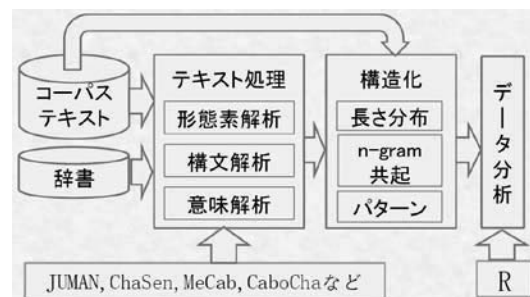 コーパス
テキスト
辞書
テキスト処理
形態素解析
構文解析
意味解析
構造化
長さ分布
n-gram
共起
パターン
データ分析
JUMAN,ChaSen,MeCab,CaboChaなど
R